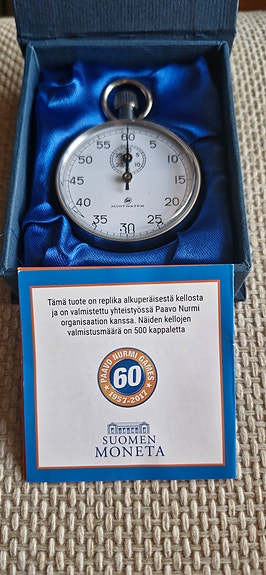 60
55
5
50
10
45
15
40
20
35
30
25
Tämä tuote on replika alkuperäisestä kellosta
ja on valmistettu yhteistyössä Paavo Nurmi
organisaation kanssa. Näiden kellojen
valmistusmäärä on 500 kappaletta
PAAVO NURMI GAMES
60
1957-2017
SUOMEN
MONETA